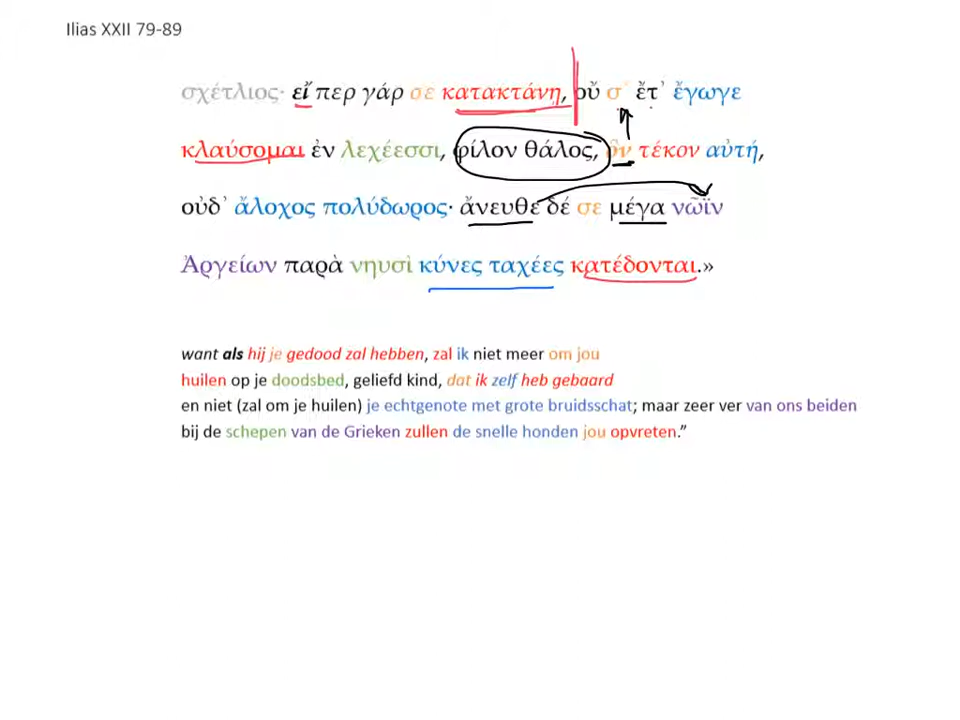 Ilias XXII 79-89
σχέτλιος· εἴ περ γάρ σε κατακτάνῃ, οὔ σ’ ἔτ’ ἔγωγε
κλαύσομαι ἐν λεχέεσσι, φίλον θάλος, ὃν τέκον αὐτή,
οὐδ’ ἄλοχος πολύδωρος· ἄνευθε δέ σε μέγα νῶϊν
Ἀργείων παρὰ νηυσὶ κύνες ταχέες κατέδονται.»
want als hij je gedood zal hebben, zal ik niet meer om jou
huilen op je doodsbed, geliefd kind, dat ik zelf heb gebaard
en niet (zal om je huilen) je echtgenote met grote bruidsschat; maar zeer ver van ons beiden
bij de schepen van de Grieken zullen de snelle honden jou opvreten.”